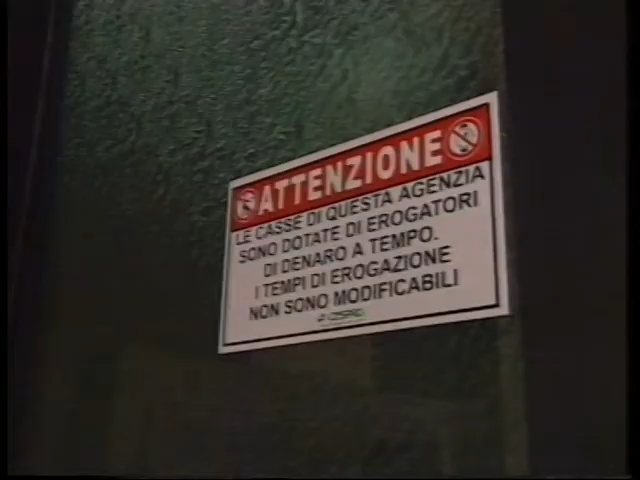 ATTENZIONE
LE CASSE DI QUESTA AGENZIA
SONO DOTATE DI EROGATORI
DI DENARO A TEMPO.
I TEMPI DI EROGAZIONE
NON SONO MODIFICABILI